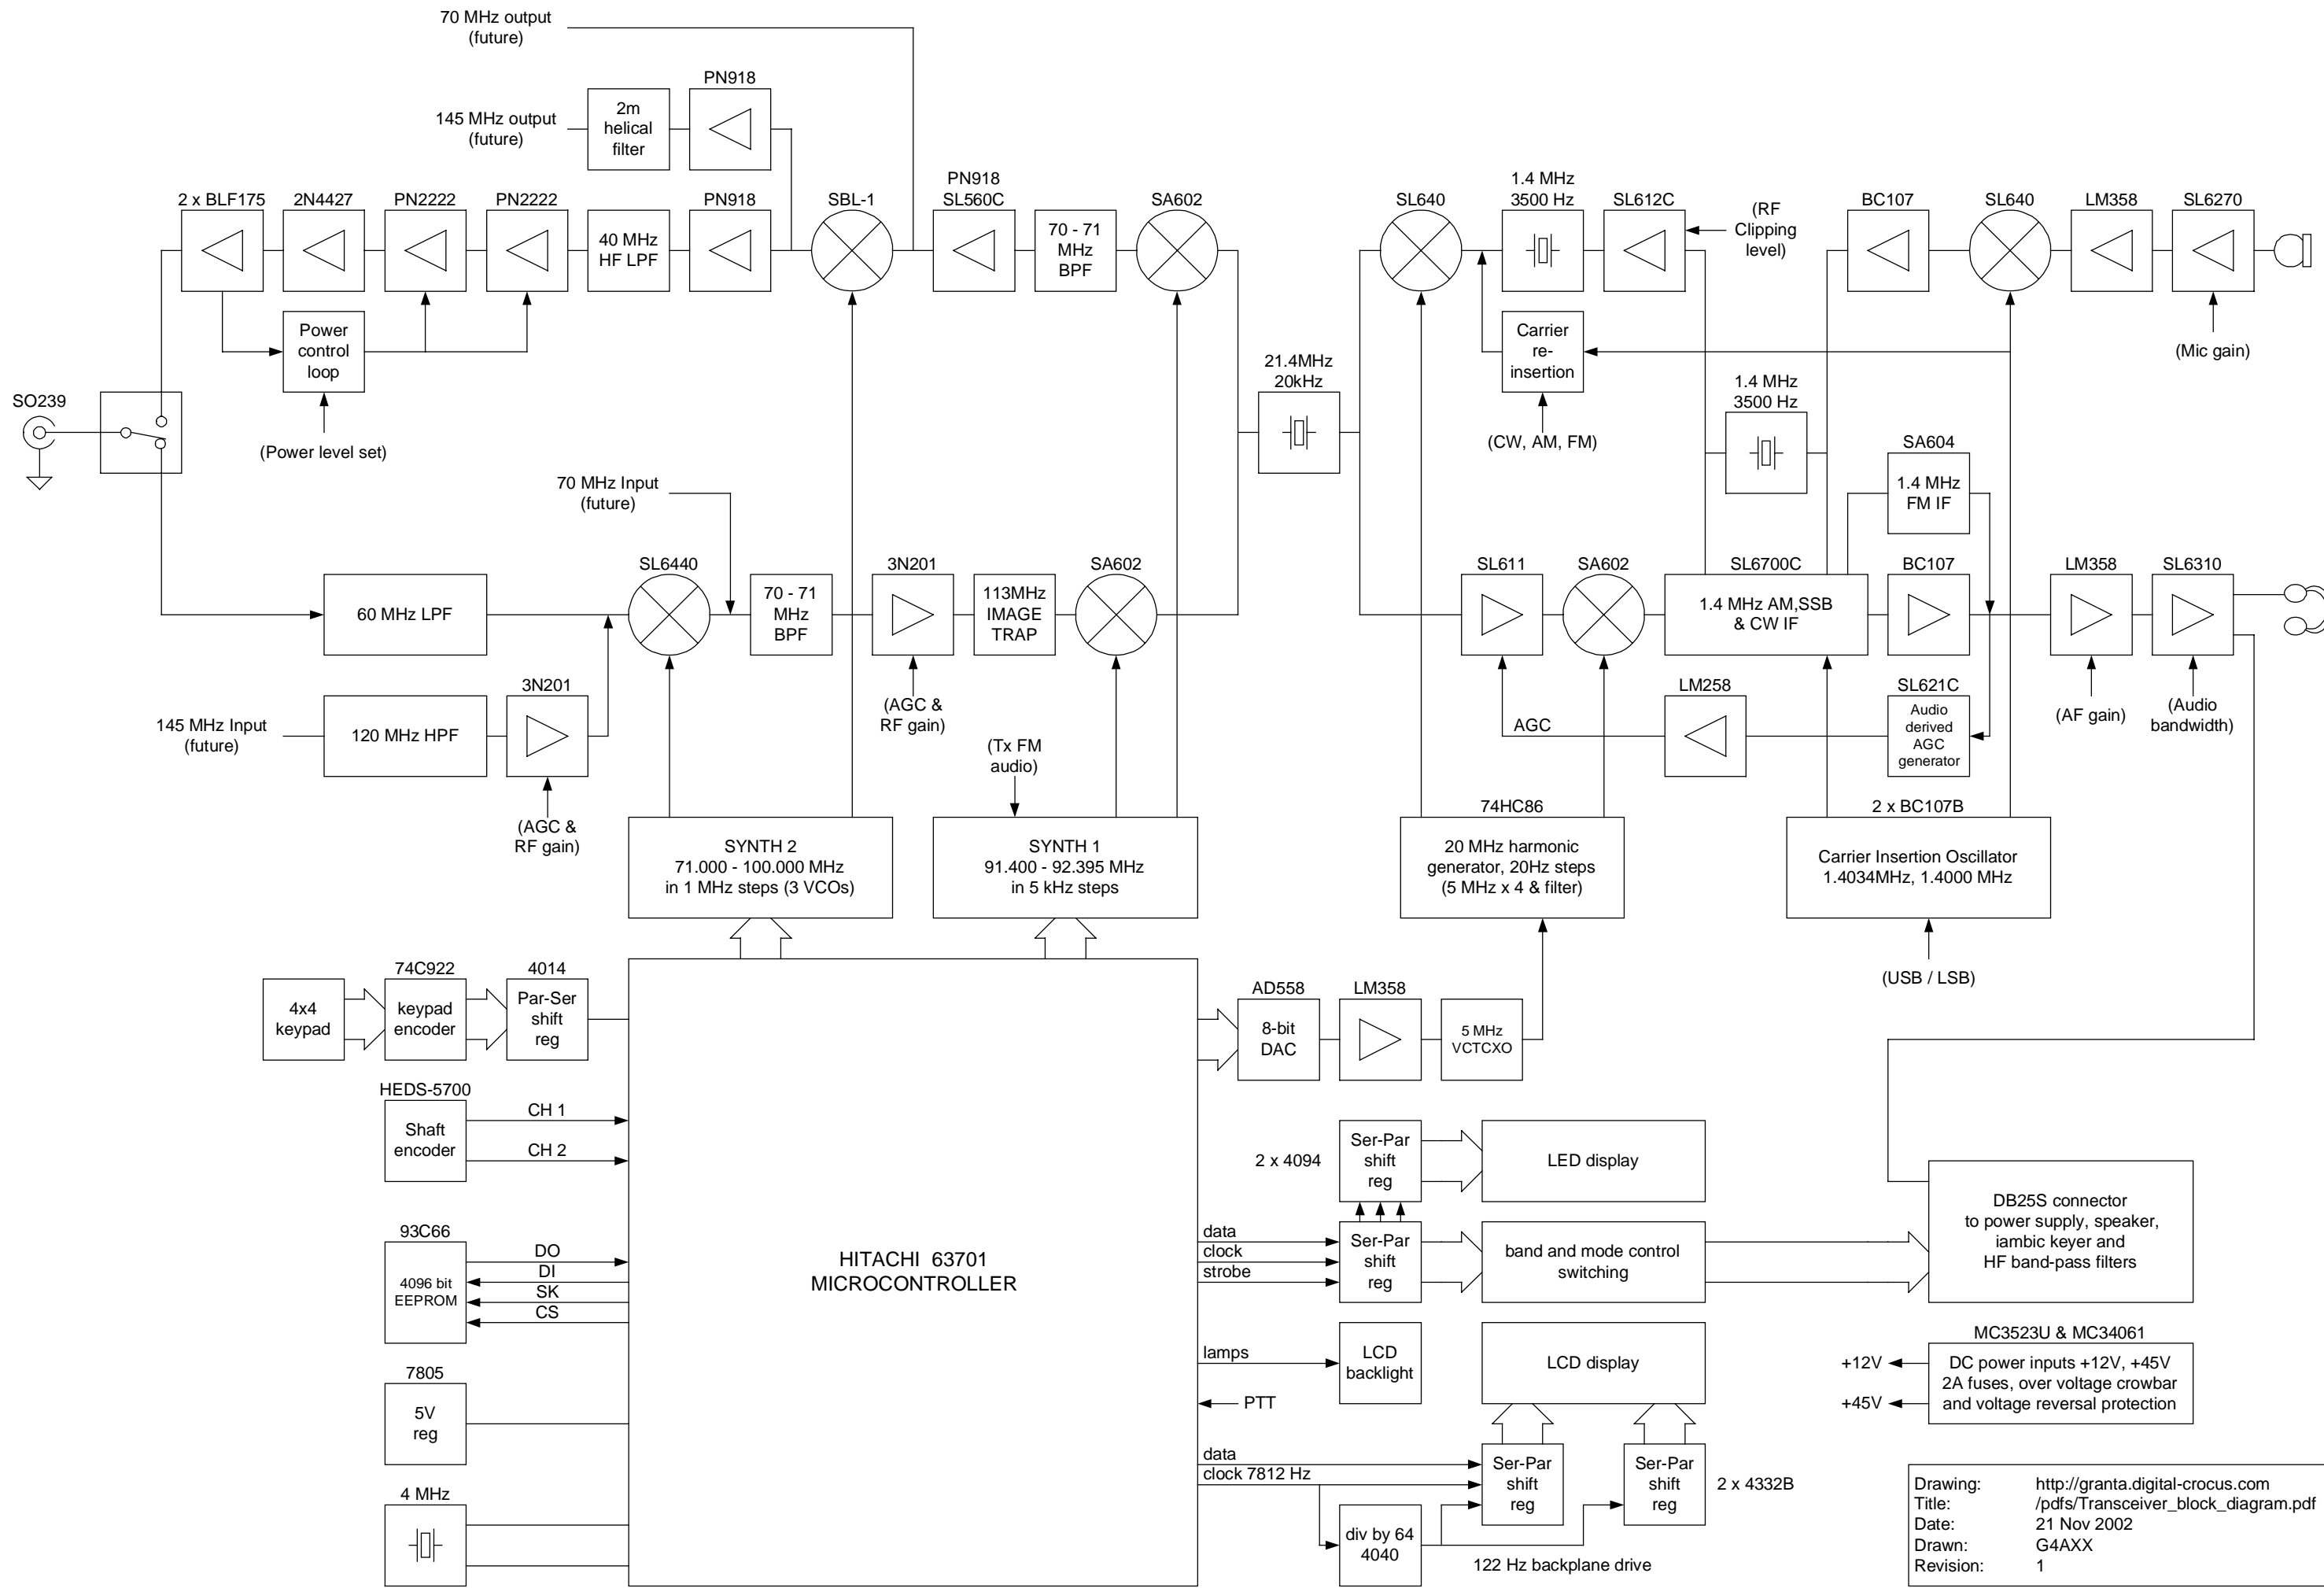 70 MHz output
(future)
PN918
145 MHz output
(future)
2m
helical
filter
2 x BLF175
2N4427
PN2222
PN2222
40 MHz
HF LPF
PN918
SBL-1
PN918
SL560C
70 - 71
MHz
BPF
SA602
SL640
1.4 MHz
3500 Hz
SL612C
(RF
Clipping
level)
BC107
SL640
LM358
SL6270
Power
control
loop
(Power level set)
SO239
21.4MHz
20kHz
Carrier
re-
insertion
(CW, AM, FM)
1.4 MHz
3500 Hz
(Mic gain)
SA604
1.4 MHz
FM IF
70 MHz Input
(future)
60 MHz LPF
SL6440
70 - 71
MHz
BPF
3N201
113MHz
IMAGE
TRAP
SA602
SL611
SA602
SL6700C
1.4 MHz AM,SSB
& CW IF
BC107
LM358
SL6310
145 MHz Input
(future)
120 MHz HPF
3N201
(AGC &
RF gain)
(AGC &
RF gain)
(Tx FM
audio)
AGC
LM258
SL621C
Audio
derived
AGC
generator
(AF gain)
(Audio
bandwidth)
SYNTH 2
71.000 - 100.000 MHz
in 1 MHz steps (3 VCOs)
SYNTH 1
91.400 - 92.395 MHz
in 5 kHz steps
74HC86
20 MHz harmonic
generator, 20Hz steps
(5 MHz x 4 & filter)
2 x BC107B
Carrier Insertion Oscillator
1.4034MHz, 1.4000 MHz
(USB / LSB)
4x4
keypad
74C922
keypad
encoder
4014
Par-Ser
shift
reg
AD558
8-bit
DAC
LM358
5 MHz
VCTCXO
HEDS-5700
Shaft
encoder
CH 1
CH 2
93C66
4096 bit
EEPROM
DO
DI
SK
CS
7805
5V
reg
4 MHz
HITACHI 63701
MICROCONTROLLER
2 x 4094
Ser-Par
shift
reg
LED display
data
clock
strobe
Ser-Par
shift
reg
band and mode control
switching
DB25S connector
to power supply, speaker,
iambic keyer and
HF band-pass filters
lamps
LCD
backlight
LCD display
PTT
data
clock 7812 Hz
Ser-Par
shift
reg
Ser-Par
shift
reg
2 x 4332B
div by 64
4040
122 Hz backplane drive
MC3523U & MC34061
+12V
+45V
DC power inputs +12V, +45V
2A fuses, over voltage crowbar
and voltage reversal protection
Drawing: http://granta.digital-crocus.com
Title: /pdfs/Transceiver_block_diagram.pdf
Date: 21 Nov 2002
Drawn: G4AXX
Revision: 1